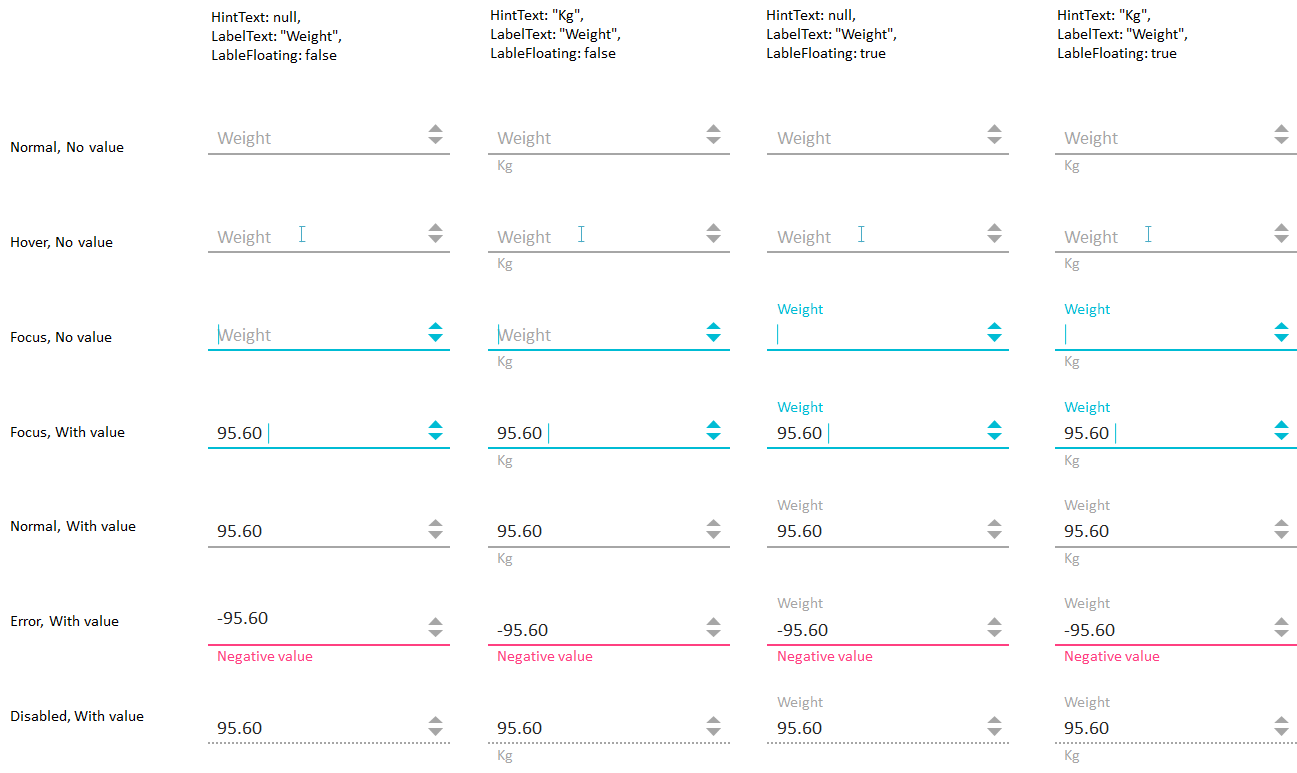 HintText: null,
LabelText: "Weight",
LableFloating: false
HintText: "Kg",
LabelText: "Weight",
LableFloating: false
HintText: null,
LabelText: "Weight",
LableFloating: true
HintText: "Kg",
LabelText: "Weight",
LableFloating: true
Normal, No value
Weight
Weight
Kg
Weight
Weight
Kg
Hover, No value
Weight
Weight
Kg
Weight
Weight
Kg
Focus, No value
Weight
Weight
Kg
Weight
Weight
Kg
Focus, With value
95.60
95.60
Kg
Weight
95.60
Weight
95.60
Kg
Normal, With value
95.60
95.60
Kg
Weight
95.60
Weight
95.60
Kg
Error, With value
-95.60
Negative value
-95.60
Negative value
Weight
-95.60
Negative value
Weight
-95.60
Negative value
Disabled, With value
95.60
95.60
Kg
Weight
95.60
Weight
95.60
Kg